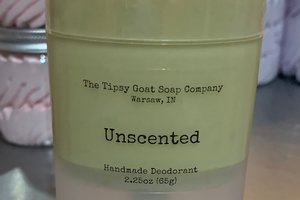 The Tipsy Goat Soap Company
Warsaw, IN
Unscented
Handmade Deodorant
2.25oz (65g)